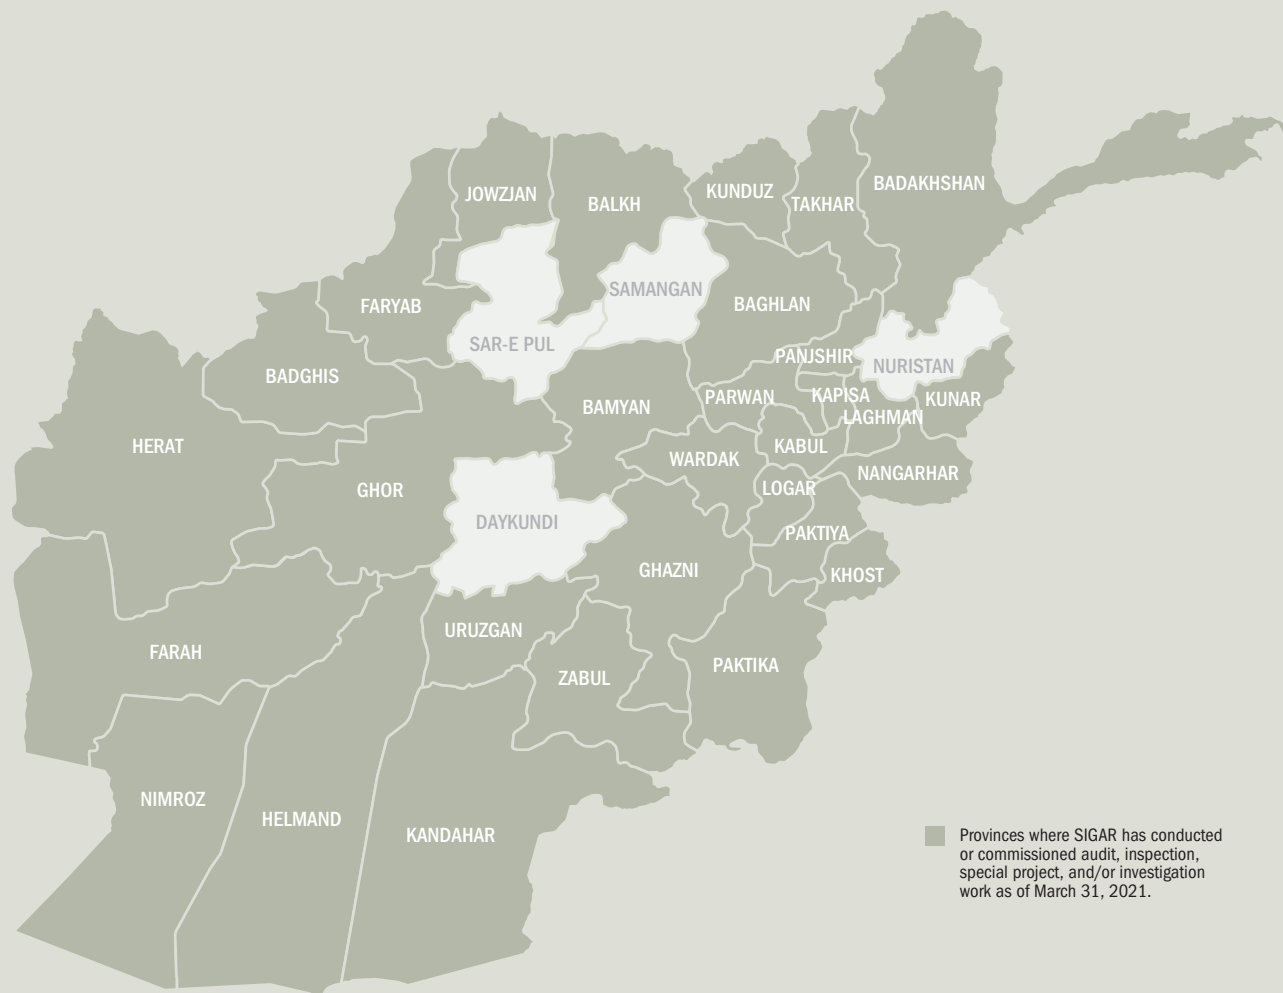 JOWZJAN
BALKH
KUNDUZ
TAKHAR
BADAKHSHAN
FARYAB
SAR-E PUL
SAMANGAN
BAGHLAN
BADGHIS
PANJSHIR
NURISTAN
BAMYAN
PARWAN
KAPISA
KUNAR
LAGHMAN
HERAT
WARDAK
KABUL
NANGARHAR
GHOR
LOGAR
DAYKUNDI
PAKTIYA
GHAZNI
KHOST
URUZGAN
FARAH
ZABUL
PAKTIKA
NIMROZ
HELMAND
KANDAHAR
Provinces where SIGAR has conducted
or commissioned audit, inspection,
special project, and/or investigation
work as of March 31, 2021.